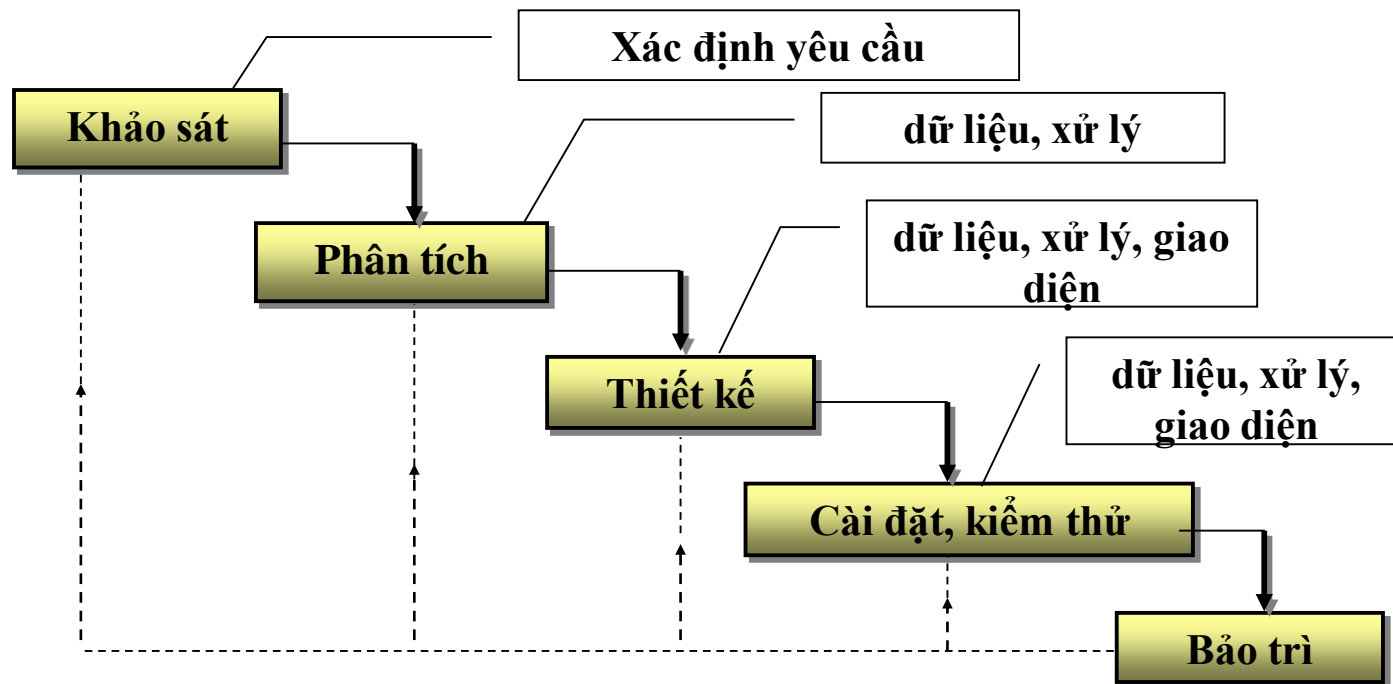 Xác định yêu cầu
Khảo sát
dữ liệu, xử lý
Phân tích
dữ liệu, xử lý, giao
diện
Thiết kế
dữ liệu, xử lý,
giao diện
Cài đặt, kiểm thử
Bảo trì